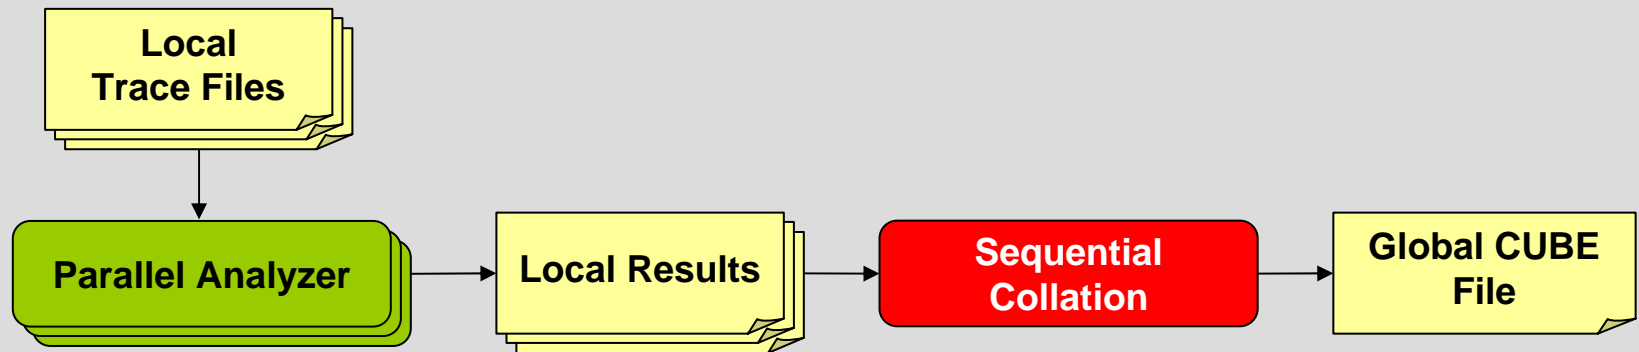 Local
Trace Files
Parallel Analyzer
Local Results
Sequential
Collation
Global CUBE
File